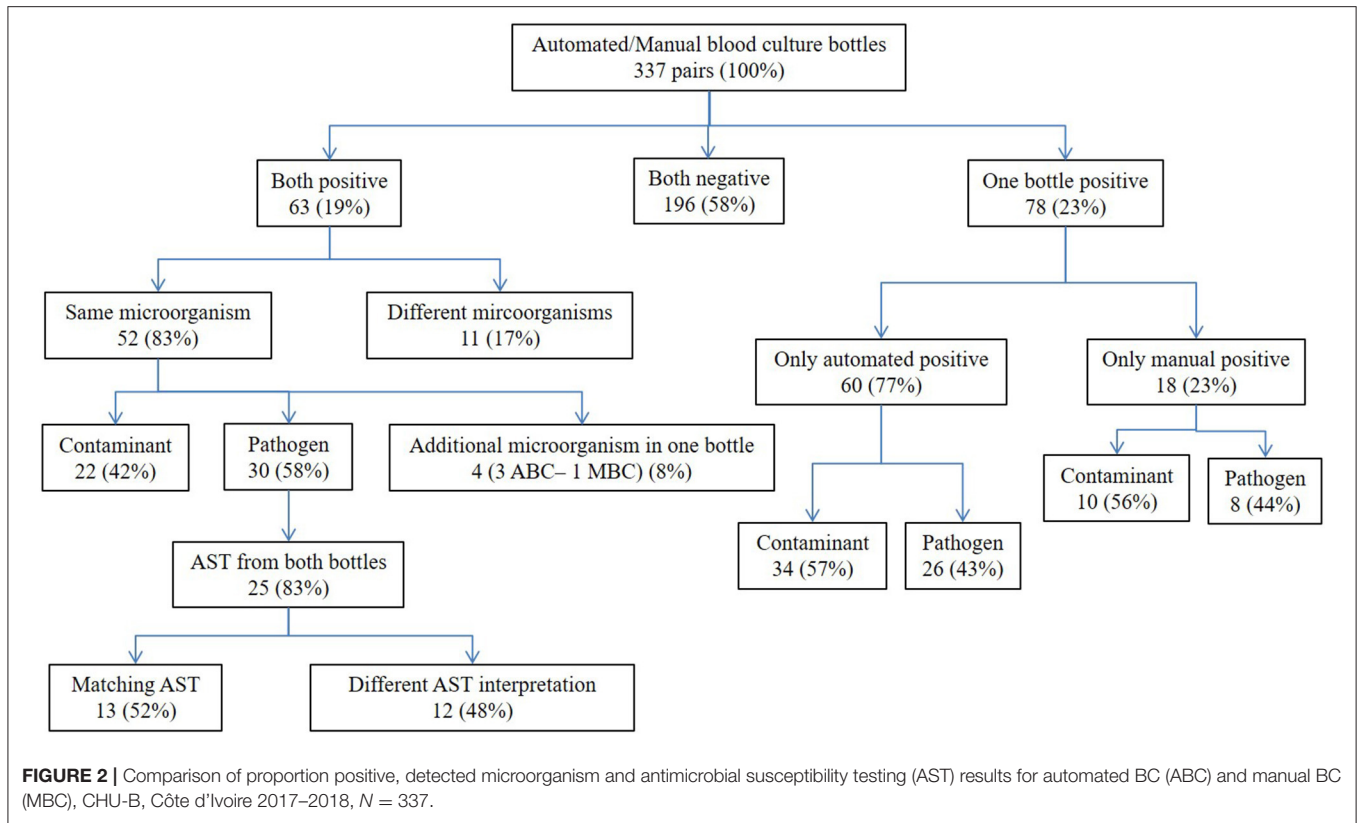 Automated/Manual blood culture bottles
337 pairs (100%)
Both positive
63 (19%)
Both negative
196 (58%)
One bottle positive
78 (23%)
Same microorganism
52 (83%)
Different mircoorganisms
11 (17%)
Only automated positive
60 (77%)
Only manual positive
18 (23%)
Contaminant
22 (42%)
Pathogen
30 (58%)
Additional microorganism in one bottle
4 (3 ABC– 1 MBC) (8%)
Contaminant
34 (57%)
Pathogen
26 (43%)
Contaminant
10 (56%)
Pathogen
8 (44%)
AST from both bottles
25 (83%)
Matching AST
13 (52%)
Different AST interpretation
12 (48%)
FIGURE 2 | Comparison of proportion positive, detected microorganism and antimicrobial susceptibility testing (AST) results for automated BC (ABC) and manual BC
(MBC), CHU-B, Côte d'Ivoire 2017–2018, N = 337.